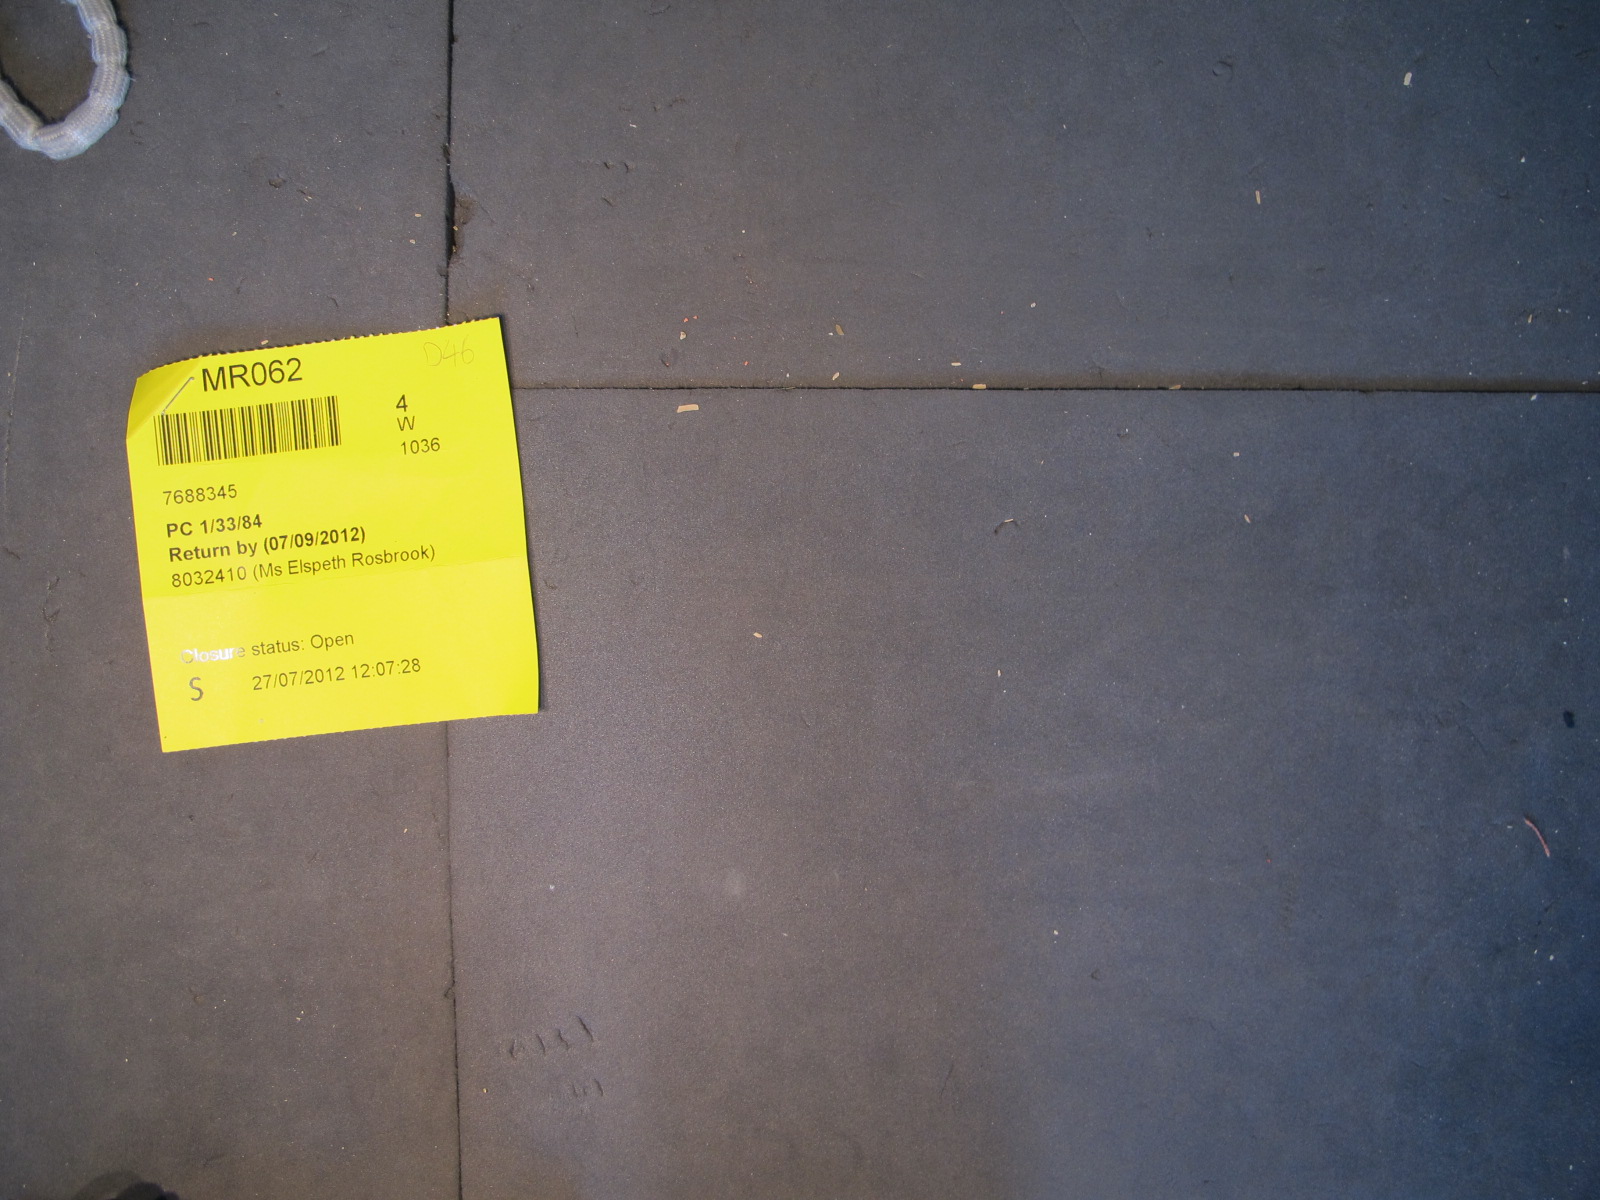 MR062
D46
4
W
1036
7688345
PC 1/33/84
Return by (07/09/2012)
8032410 (Ms Elspeth Rosbrook)
Closure status: Open
S 27/07/2012 12:07:28